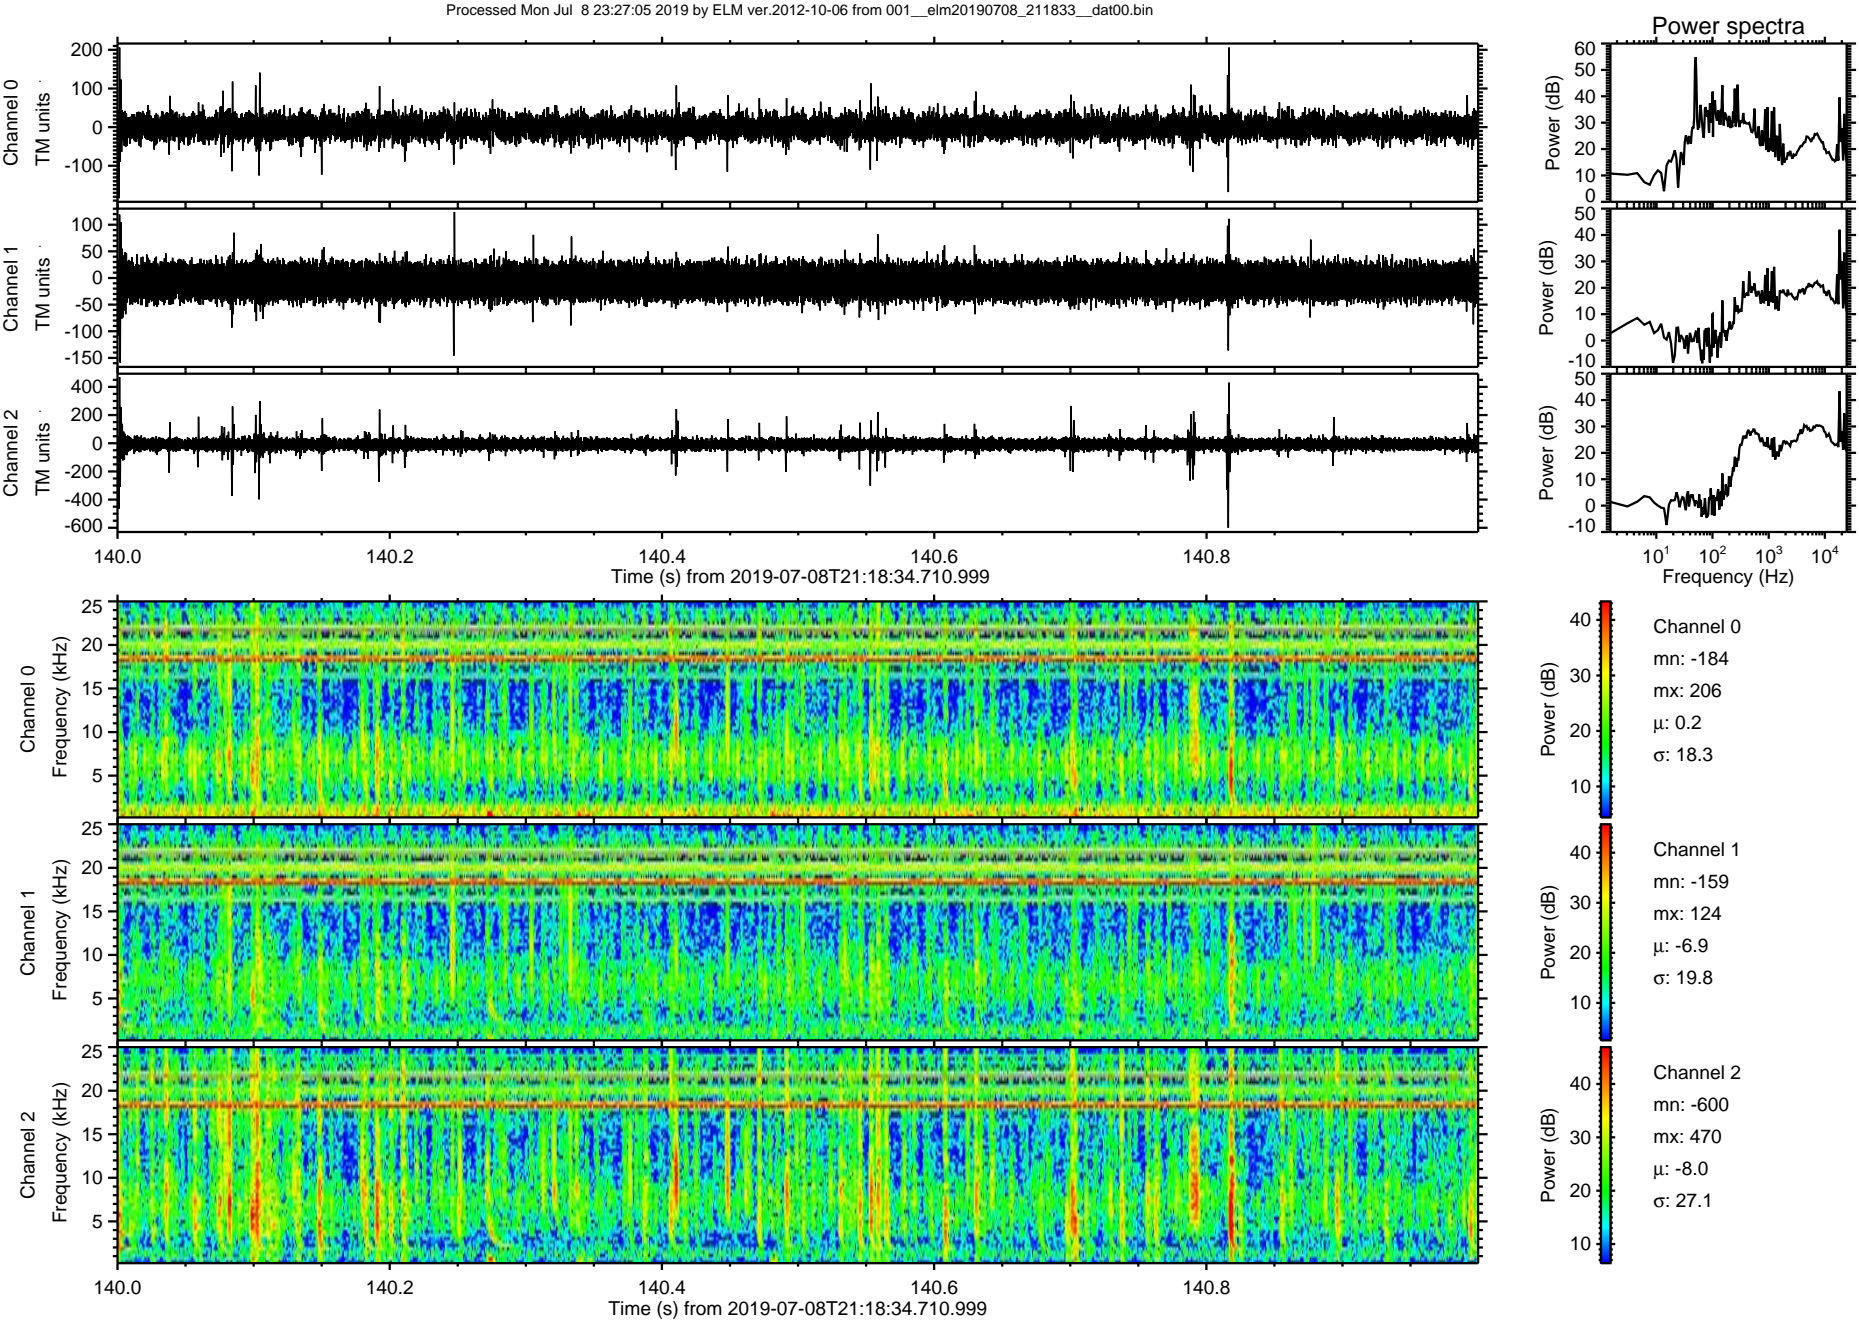 Processed Mon Jul  8 23:27:05 2019 by ELM ver.2012-10-06 from 001__elm20190708_211833__dat00.bin
Power spectra
Channel 0
TM units
200
100
0
-100
Power (dB)
60
50
40
30
20
10
0
Channel 1
TM units
100
50
0
-50
-100
-150
Power (dB)
50
40
30
20
10
0
-10
Channel 2
TM units
400
200
0
-200
-400
-600
Power (dB)
50
40
30
20
10
0
-10
140.0 140.2 140.4 140.6 140.8
Time (s) from 2019-07-08T21:18:34.710.999
10¹ 10² 10³ 10⁴
Frequency (Hz)
Channel 0
Frequency (kHz)
25
20
15
10
5
Power (dB)
40
30
20
10
Channel 0
mn: -184
mx: 206
μ: 0.2
σ: 18.3
Channel 1
Frequency (kHz)
25
20
15
10
5
Power (dB)
40
30
20
10
Channel 1
mn: -159
mx: 124
μ: -6.9
σ: 19.8
Channel 2
Frequency (kHz)
25
20
15
10
5
Power (dB)
40
30
20
10
Channel 2
mn: -600
mx: 470
μ: -8.0
σ: 27.1
140.0 140.2 140.4 140.6 140.8
Time (s) from 2019-07-08T21:18:34.710.999